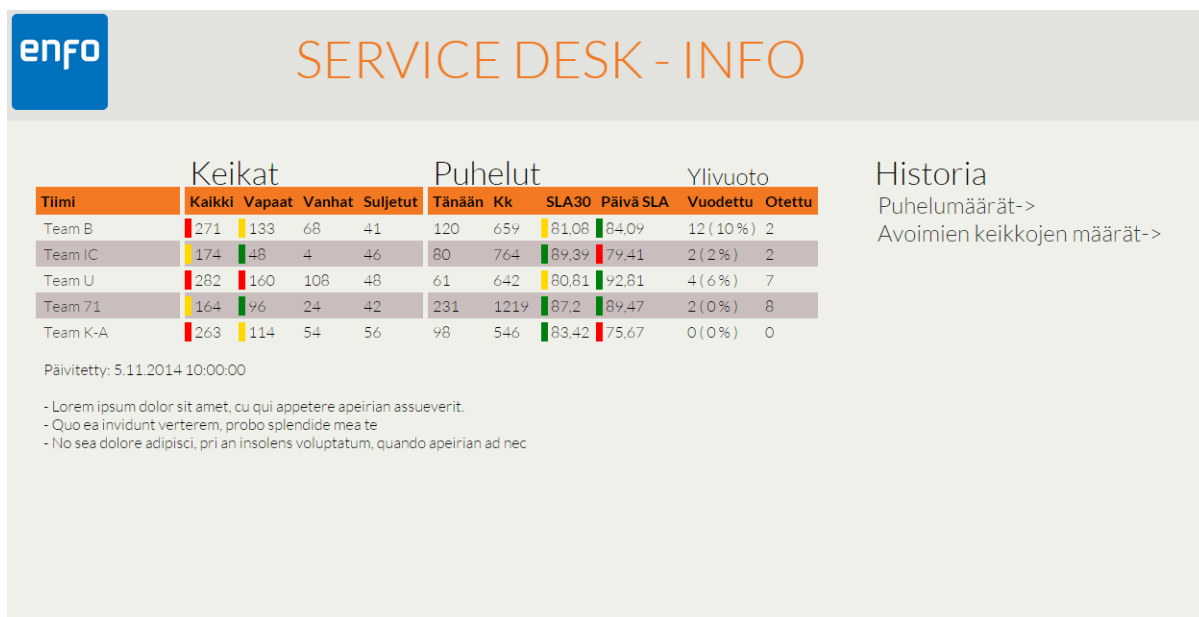 enfo
SERVICE DESK - INFO
Keikat Puhelut Ylivuoto
Tiimi Kaikki Vapaat Vanhat Suljetut Tänään Kk SLA30 Päivä SLA Vuodettu Otettu
Team B 271 133 68 41 120 659 81,08 84,09 12 ( 10 % ) 2
Team IC 174 48 4 46 80 764 89,39 79,41 2 ( 2 % ) 2
Team U 282 160 108 48 61 642 80,81 92,81 4 ( 6 % ) 7
Team 71 164 96 24 42 231 1219 87,2 89,47 2 ( 0 % ) 8
Team K-A 263 114 54 56 98 546 83,42 75,67 0 ( 0 % ) 0
Päivitetty: 5.11.2014 10:00:00
- Lorem ipsum dolor sit amet, cu qui appetere apeirian assueverit.
- Quo ea invidunt verterem, probo splendide mea te
- No sea dolore adipisci, pri an insolens voluptatum, quando apeirian ad nec
Historia
Puhelumäärät->
Avoimien keikkojen määrät->